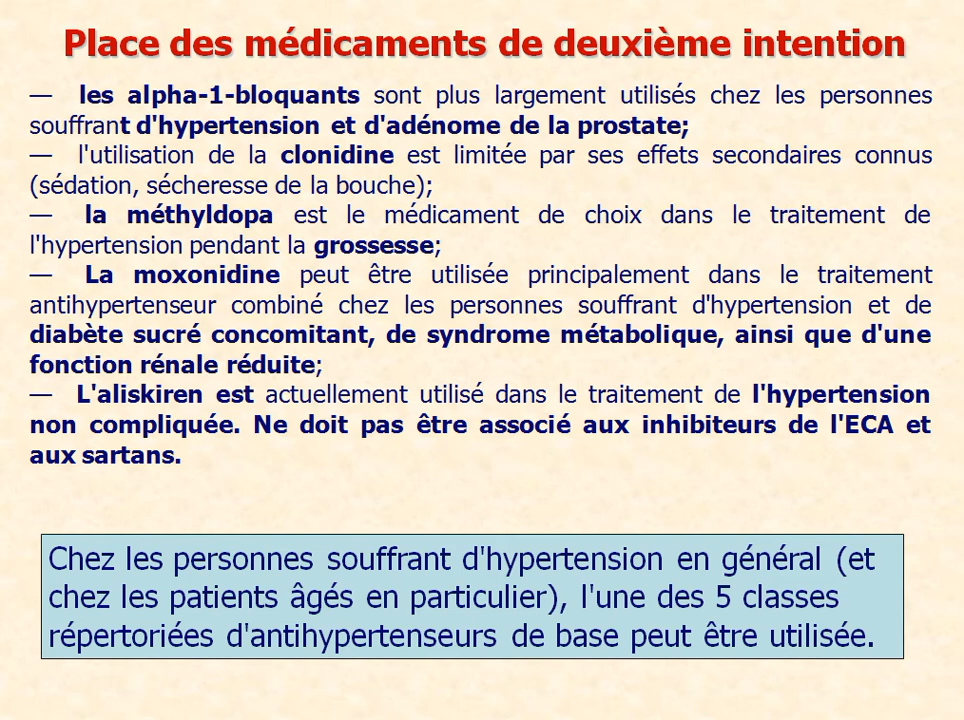 Place des médicaments de deuxième intention
— les alpha-1-bloquants sont plus largement utilisés chez les personnes
souffrant d'hypertension et d'adénome de la prostate;
— l'utilisation de la clonidine est limitée par ses effets secondaires connus
(sédation, sécheresse de la bouche);
— la méthyldopa est le médicament de choix dans le traitement de
l'hypertension pendant la grossesse;
— La moxonidine peut être utilisée principalement dans le traitement
antihypertenseur combiné chez les personnes souffrant d'hypertension et de
diabète sucré concomitant, de syndrome métabolique, ainsi que d'une
fonction rénale réduite;
— L'aliskiren est actuellement utilisé dans le traitement de l'hypertension
non compliquée. Ne doit pas être associé aux inhibiteurs de l'ECA et
aux sartans.
Chez les personnes souffrant d'hypertension en général (et
chez les patients âgés en particulier), l'une des 5 classes
répertoriées d'antihypertenseurs de base peut être utilisée.